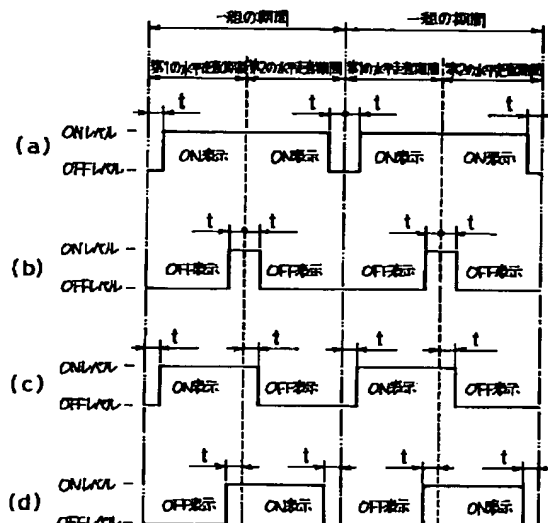 一組の期間 一組の期間
第1の水平走査期間 第2の水平走査期間 第1の水平走査期間 第2の水平走査期間
t t t
(a) ONレベル
ON表示 ON表示 ON表示 ON表示
OFFレベル
t t t t
(b) ONレベル
OFF表示 OFF表示 OFF表示 OFF表示
OFFレベル
t t t t
(c) ONレベル
ON表示 OFF表示 ON表示 OFF表示
OFFレベル
t t t t
(d) ONレベル
OFF表示 ON表示 OFF表示 ON表示
OFFレベル